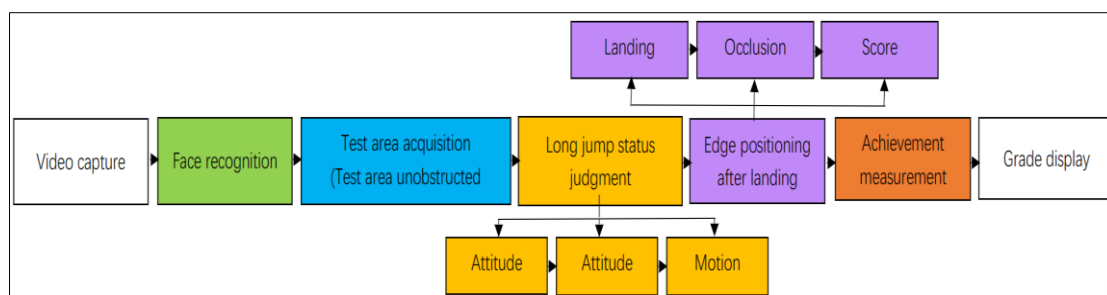 Landing
Occlusion
Score
Video capture
Face recognition
Test area acquisition
(Test area unobstructed
Long jump status
judgment
Edge positioning
after landing
Achievement
measurement
Grade display
Attitude
Attitude
Motion